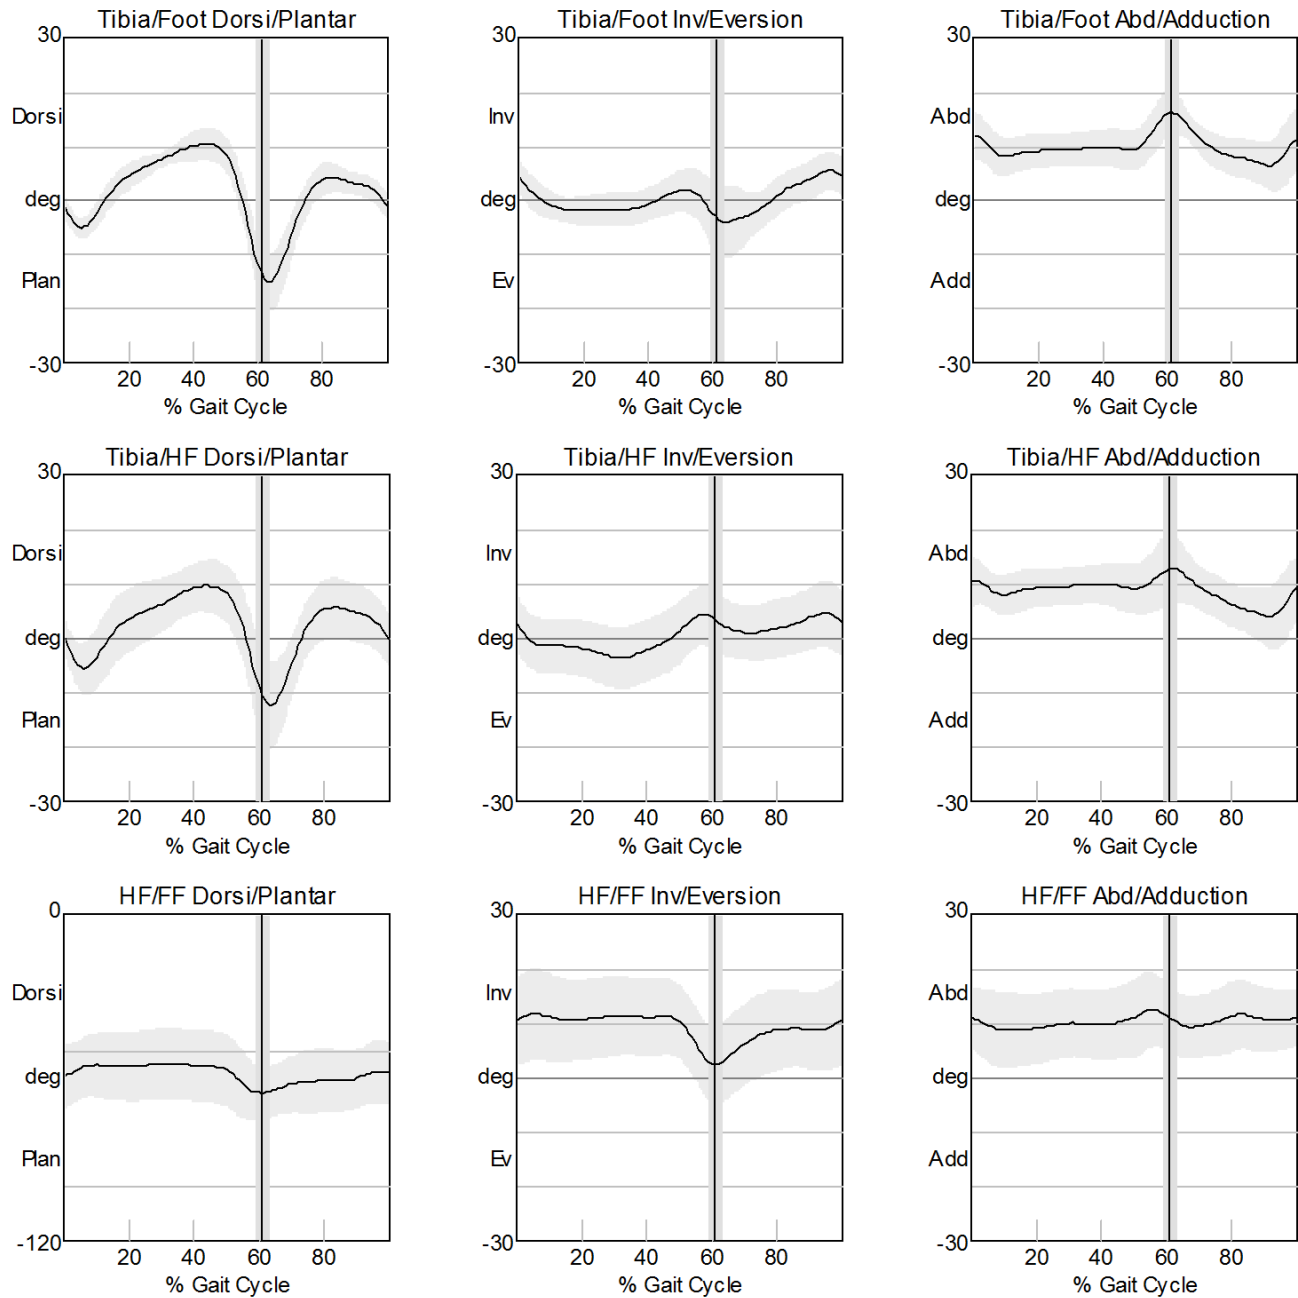 Tibia/Foot Dorsi/Plantar Tibia/Foot Inv/Eversion Tibia/Foot Abd/Adduction
30 30 30
Dorsi Inv Abd
deg deg deg
Plan Ev Add
-30 -30 -30
20 40 60 80 20 40 60 80 20 40 60 80
% Gait Cycle % Gait Cycle % Gait Cycle
Tibia/HF Dorsi/Plantar Tibia/HF Inv/Eversion Tibia/HF Abd/Adduction
30 30 30
Dorsi Inv Abd
deg deg deg
Plan Ev Add
-30 -30 -30
20 40 60 80 20 40 60 80 20 40 60 80
% Gait Cycle % Gait Cycle % Gait Cycle
HF/FF Dorsi/Plantar HF/FF Inv/Eversion HF/FF Abd/Adduction
0 30 30
Dorsi Inv Abd
deg deg deg
Plan Ev Add
-120 -30 -30
20 40 60 80 20 40 60 80 20 40 60 80
% Gait Cycle % Gait Cycle % Gait Cycle